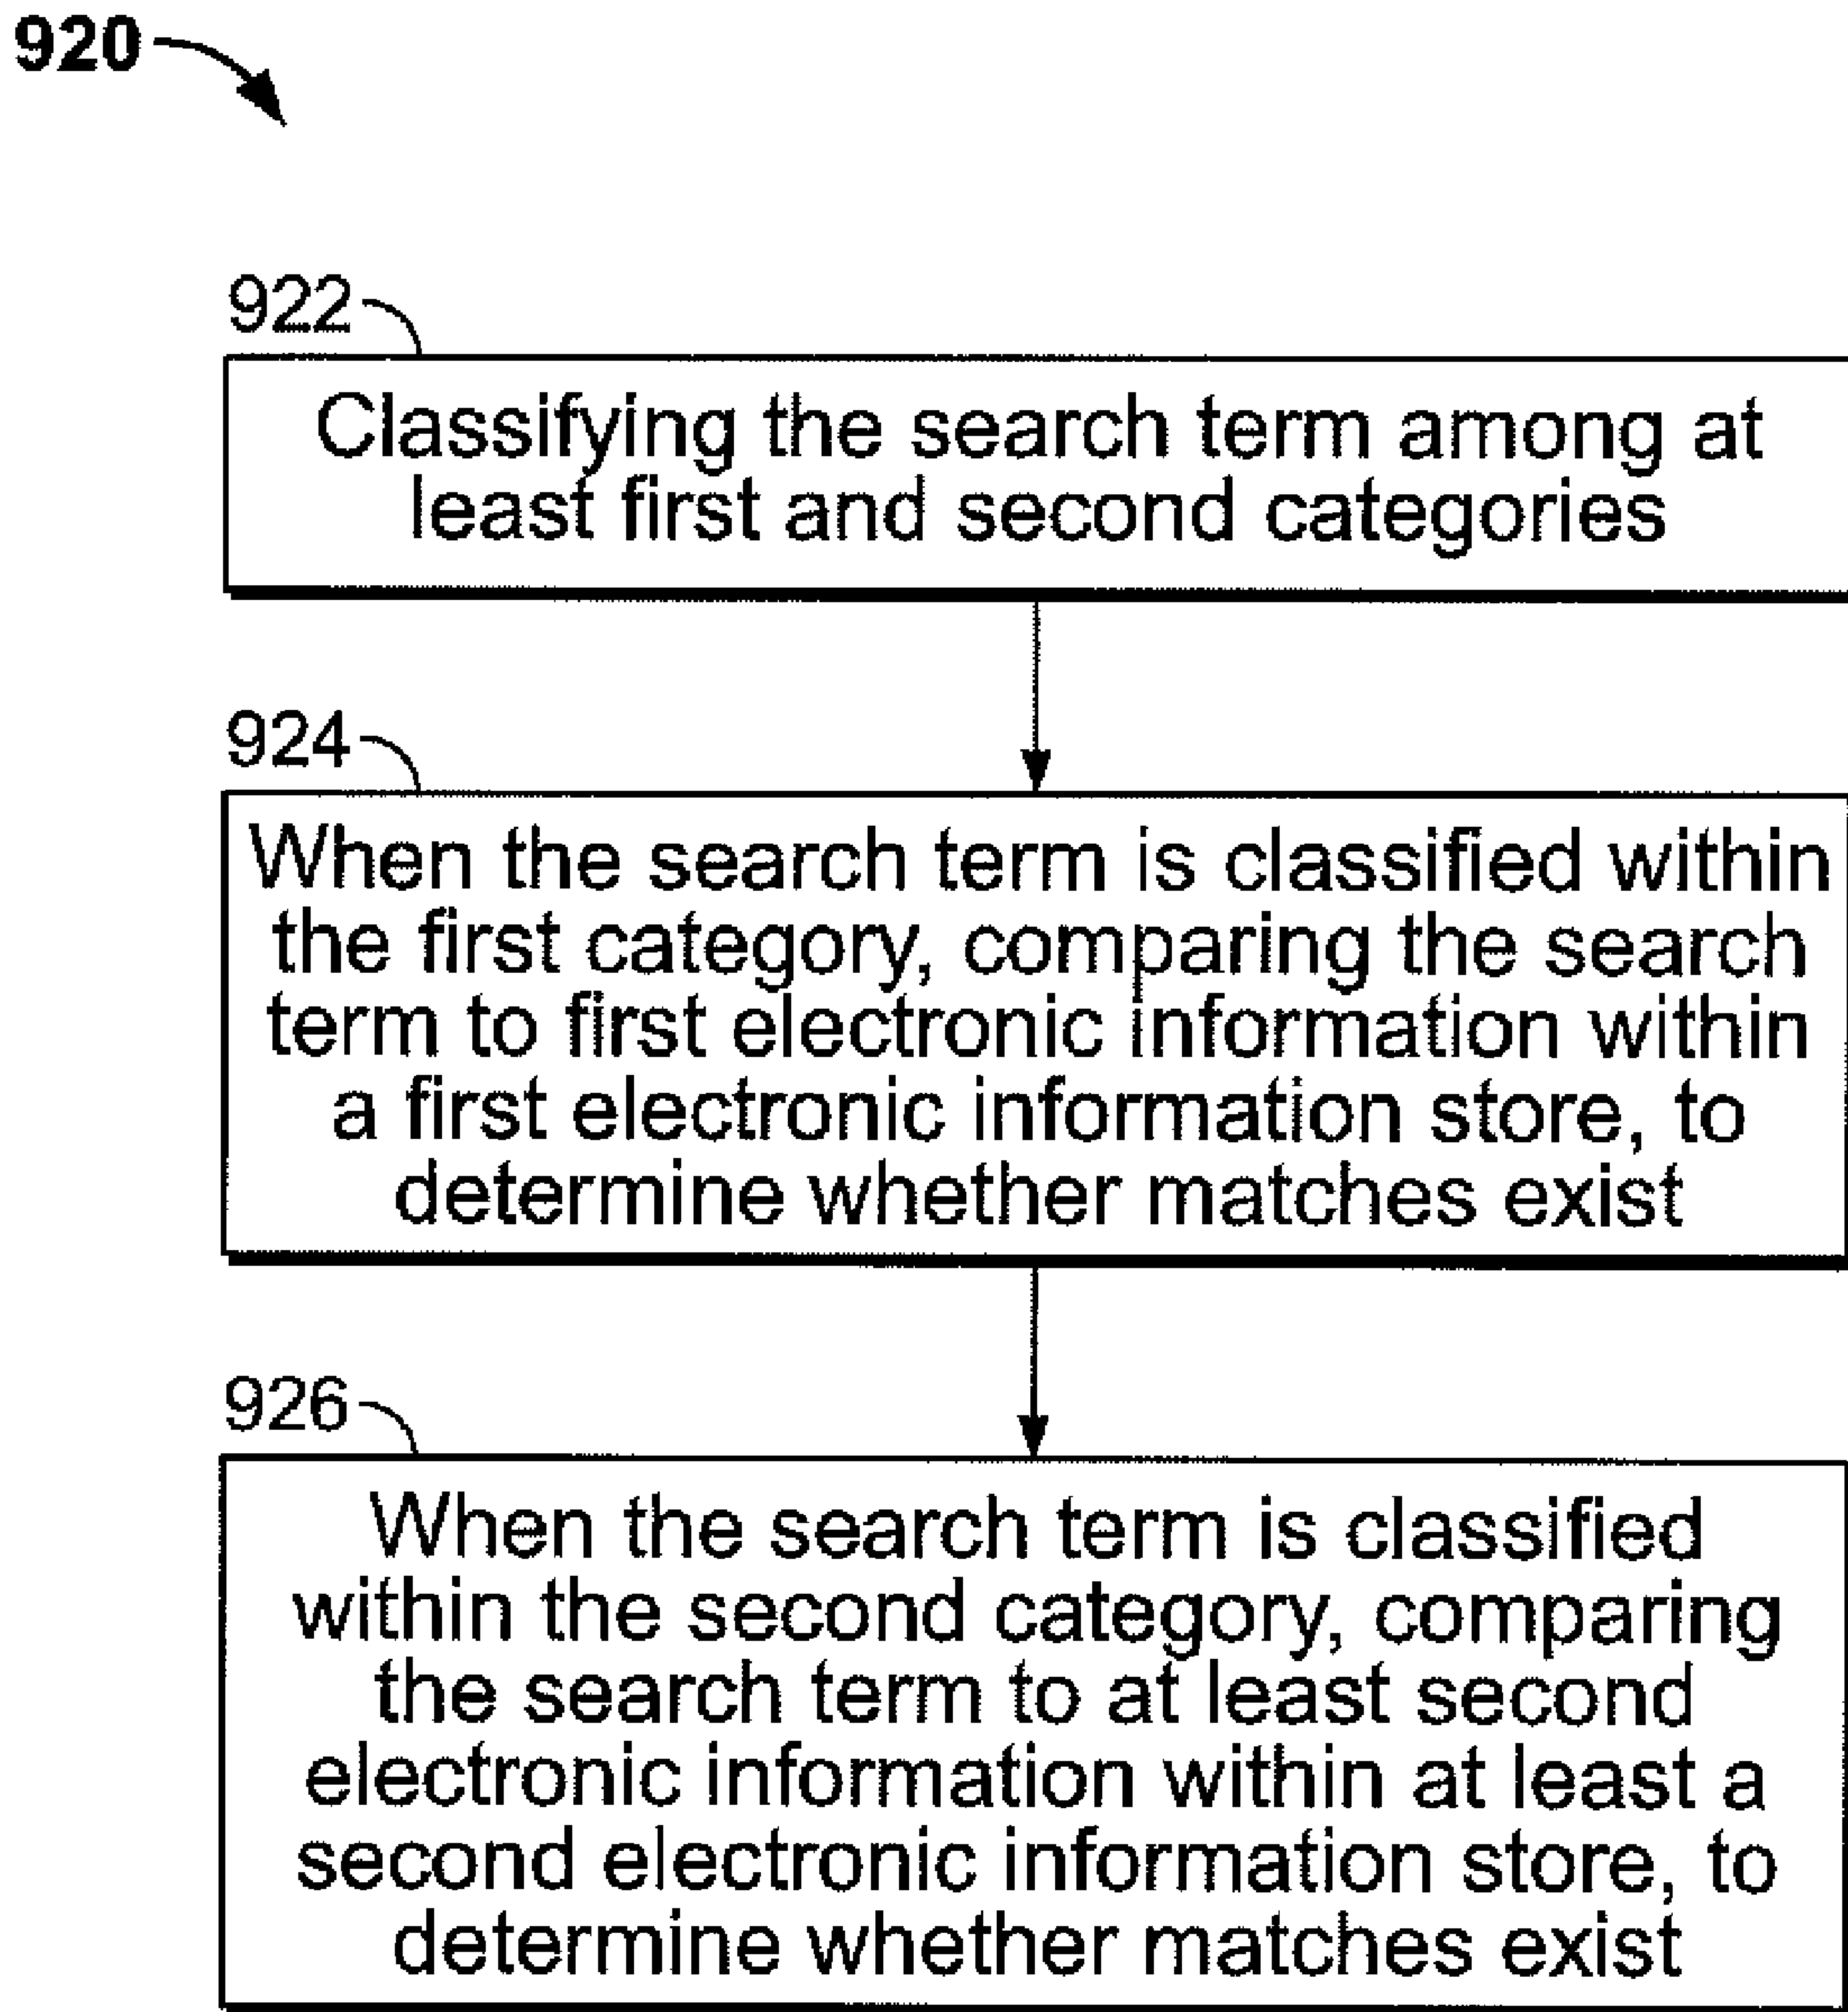 920
922
Classifying the search term among at
least first and second categories
924
When the search term is classified within
the first category, comparing the search
term to first electronic information within
a first electronic information store, to
determine whether matches exist
926
When the search term is classified
within the second category, comparing
the search term to at least second
electronic information within at least a
second electronic information store, to
determine whether matches exist